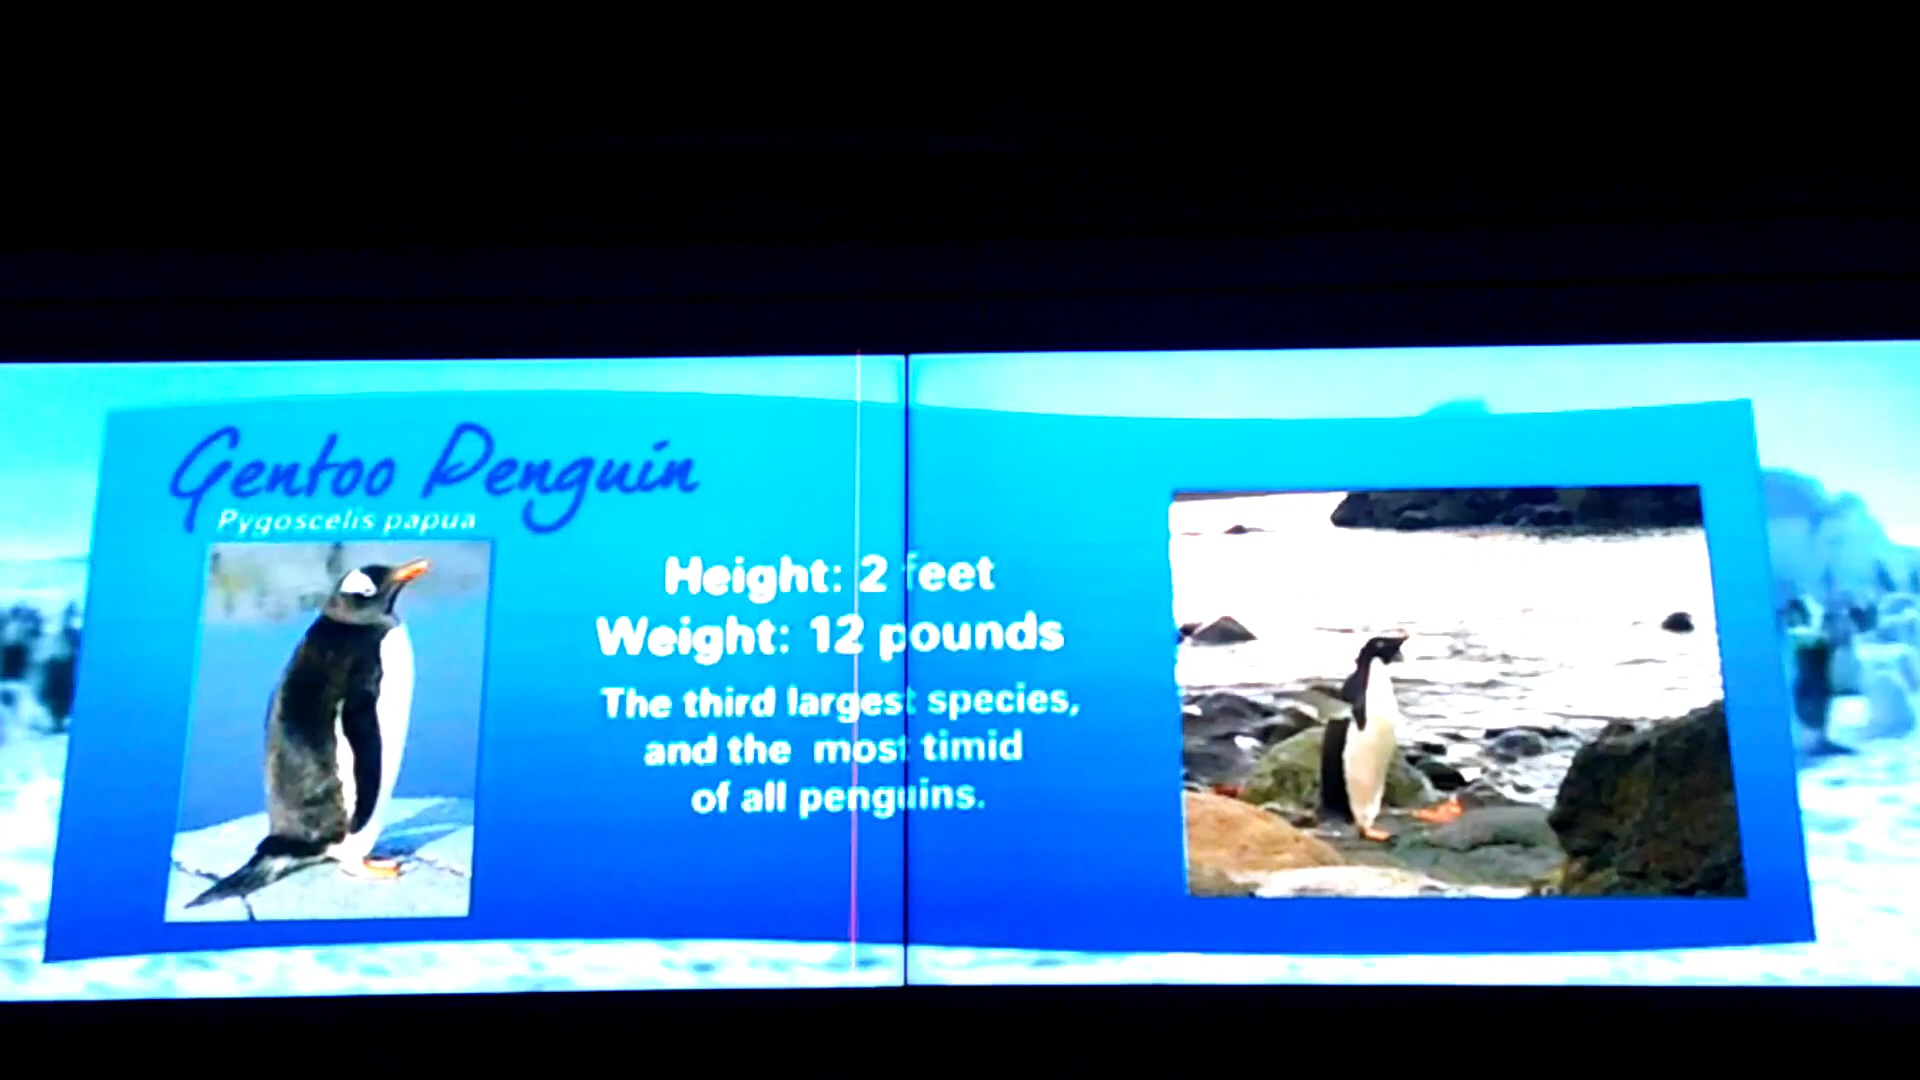 Gentoo Penguin
Pygoscelis papua
Height: 2 feet
Weight: 12 pounds
The third largest species,
and the most timid
of all penguins.